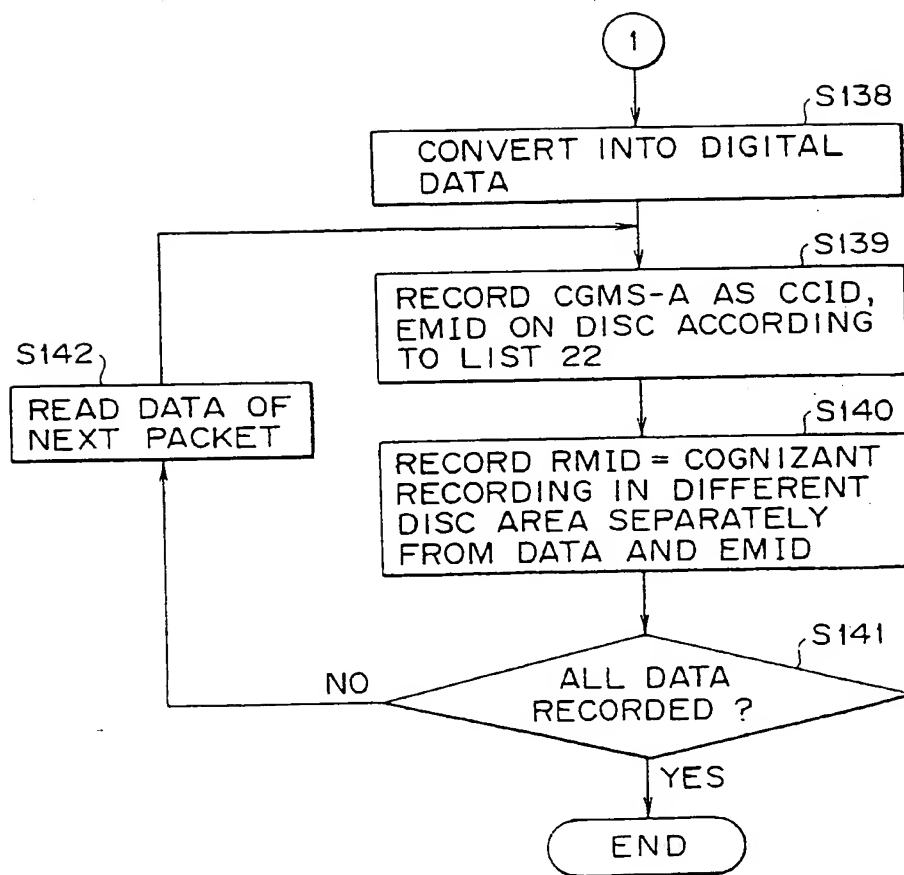 1
S138
CONVERT INTO DIGITAL
DATA
S139
RECORD CGMS-A AS CCID,
EMID ON DISC ACCORDING
TO LIST 22
S142
READ DATA OF
NEXT PACKET
S140
RECORD RMID = COGNIZANT
RECORDING IN DIFFERENT
DISC AREA SEPARATELY
FROM DATA AND EMID
S141
ALL DATA
RECORDED ?
NO
YES
END